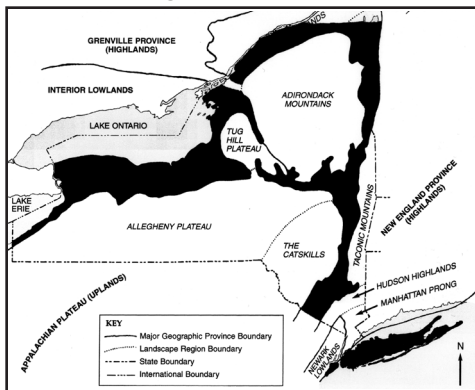 LANDS
GRENVILLE PROVINCE
(HIGHLANDS)
INTERIOR LOWLANDS
ADIRONDACK
MOUNTAINS
LAKE ONTARIO
TUG
HILL
PLATEAU
LAKE
ERIE
ALLEGHENY PLATEAU
TACONIC MOUNTAINS
NEW ENGLAND PROVINCE
(HIGHLANDS)
THE
CATSKILLS
HUDSON HIGHLANDS
MANHATTAN PRONG
APPALACHIAN PLATEAU (UPLANDS)
NEWARK
LOWLANDS
KEY
Major Geographic Province Boundary
Landscape Region Boundary
State Boundary
International Boundary
N